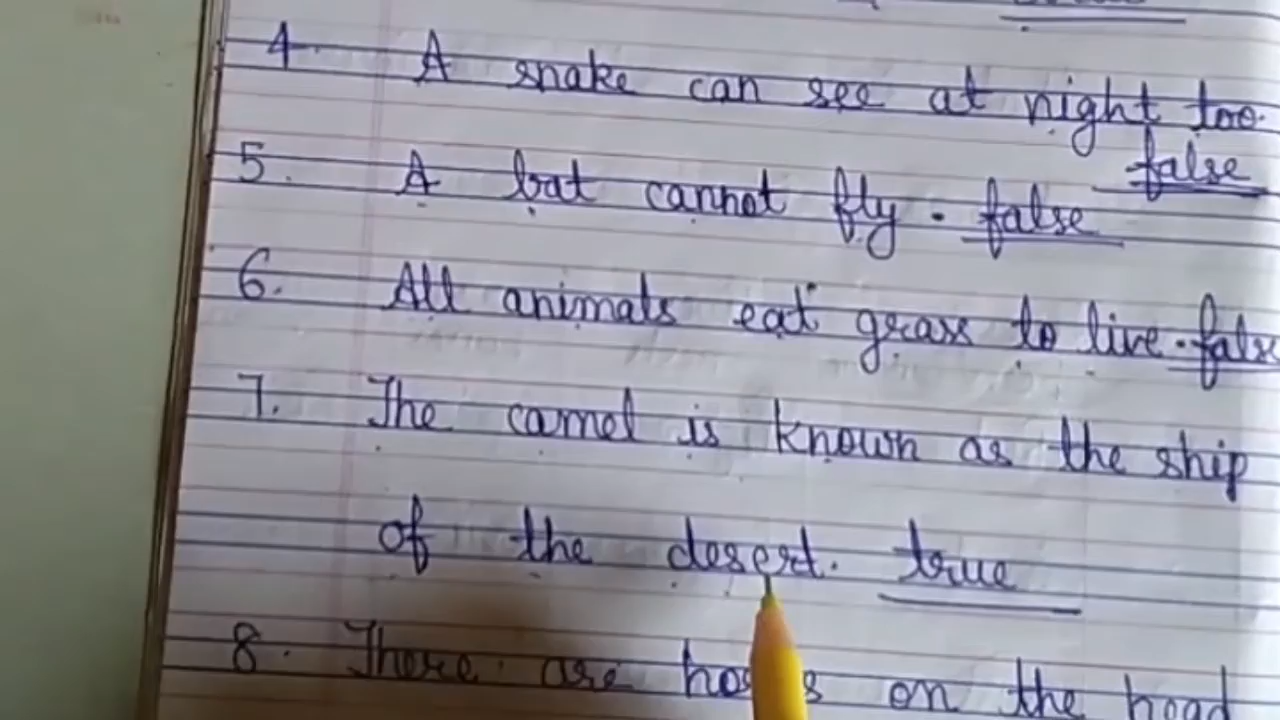 4. A snake can see at night too.
false
5. A bat cannot fly. false
6. All animals eat grass to live. false
7. The camel is known as the ship
of the desert. true
8. There are horns on the head